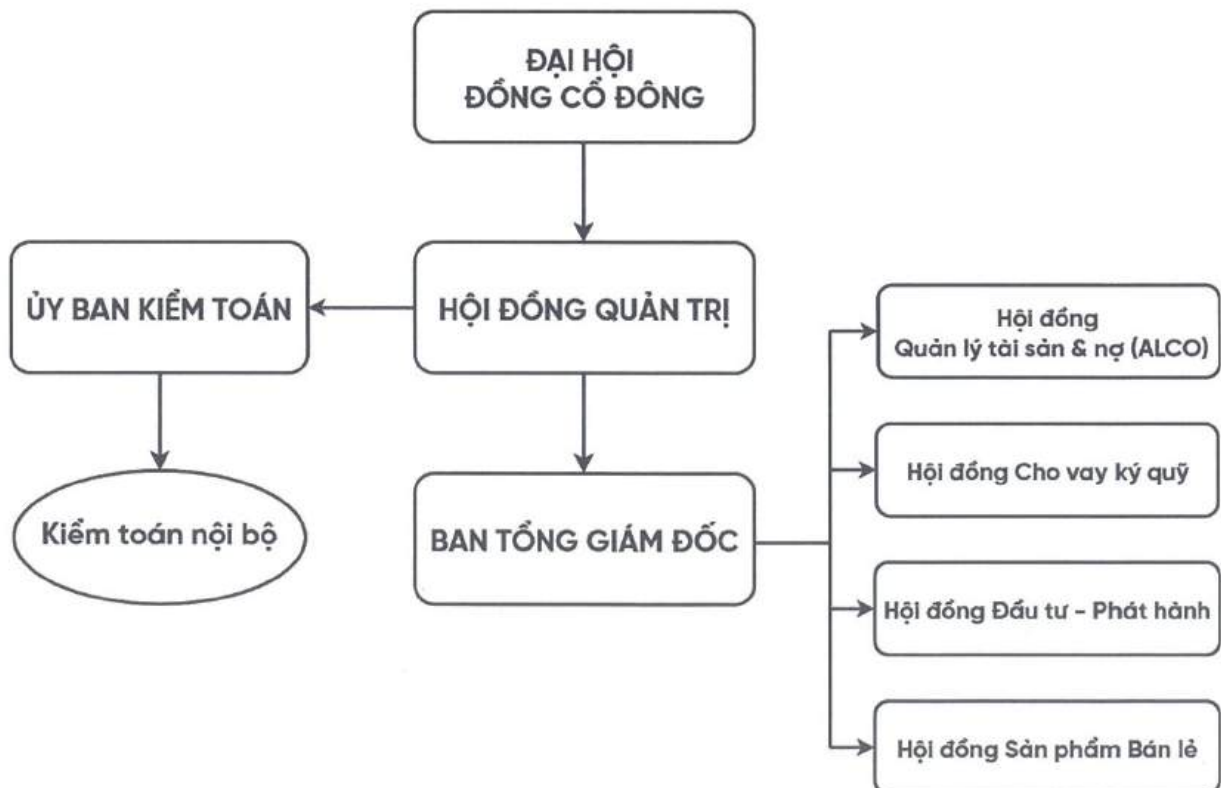 ĐẠI HỘI
ĐỒNG CỔ ĐÔNG
ỦY BAN KIỂM TOÁN
HỘI ĐỒNG QUẢN TRỊ
Hội đồng
Quản lý tài sản & nợ (ALCO)
Hội đồng Cho vay ký quỹ
Kiểm toán nội bộ
BAN TỔNG GIÁM ĐỐC
Hội đồng Đầu tư - Phát hành
Hội đồng Sản phẩm Bán lẻ